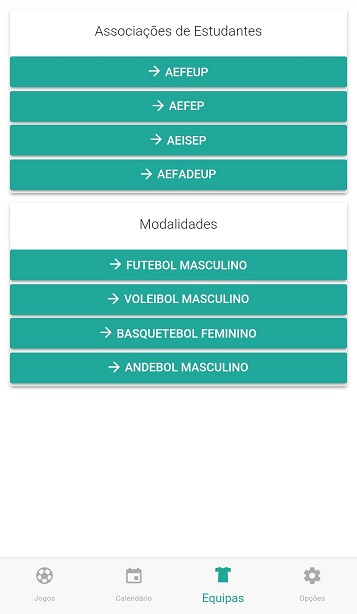 Associações de Estudantes
AEFEUP
AEFEP
AEISEP
AEFADEUP
Modalidades
FUTEBOL MASCULINO
VOLEIBOL MASCULINO
BASQUETEBOL FEMININO
ANDEBOL MASCULINO
Jogos Calendário Equipas Opções